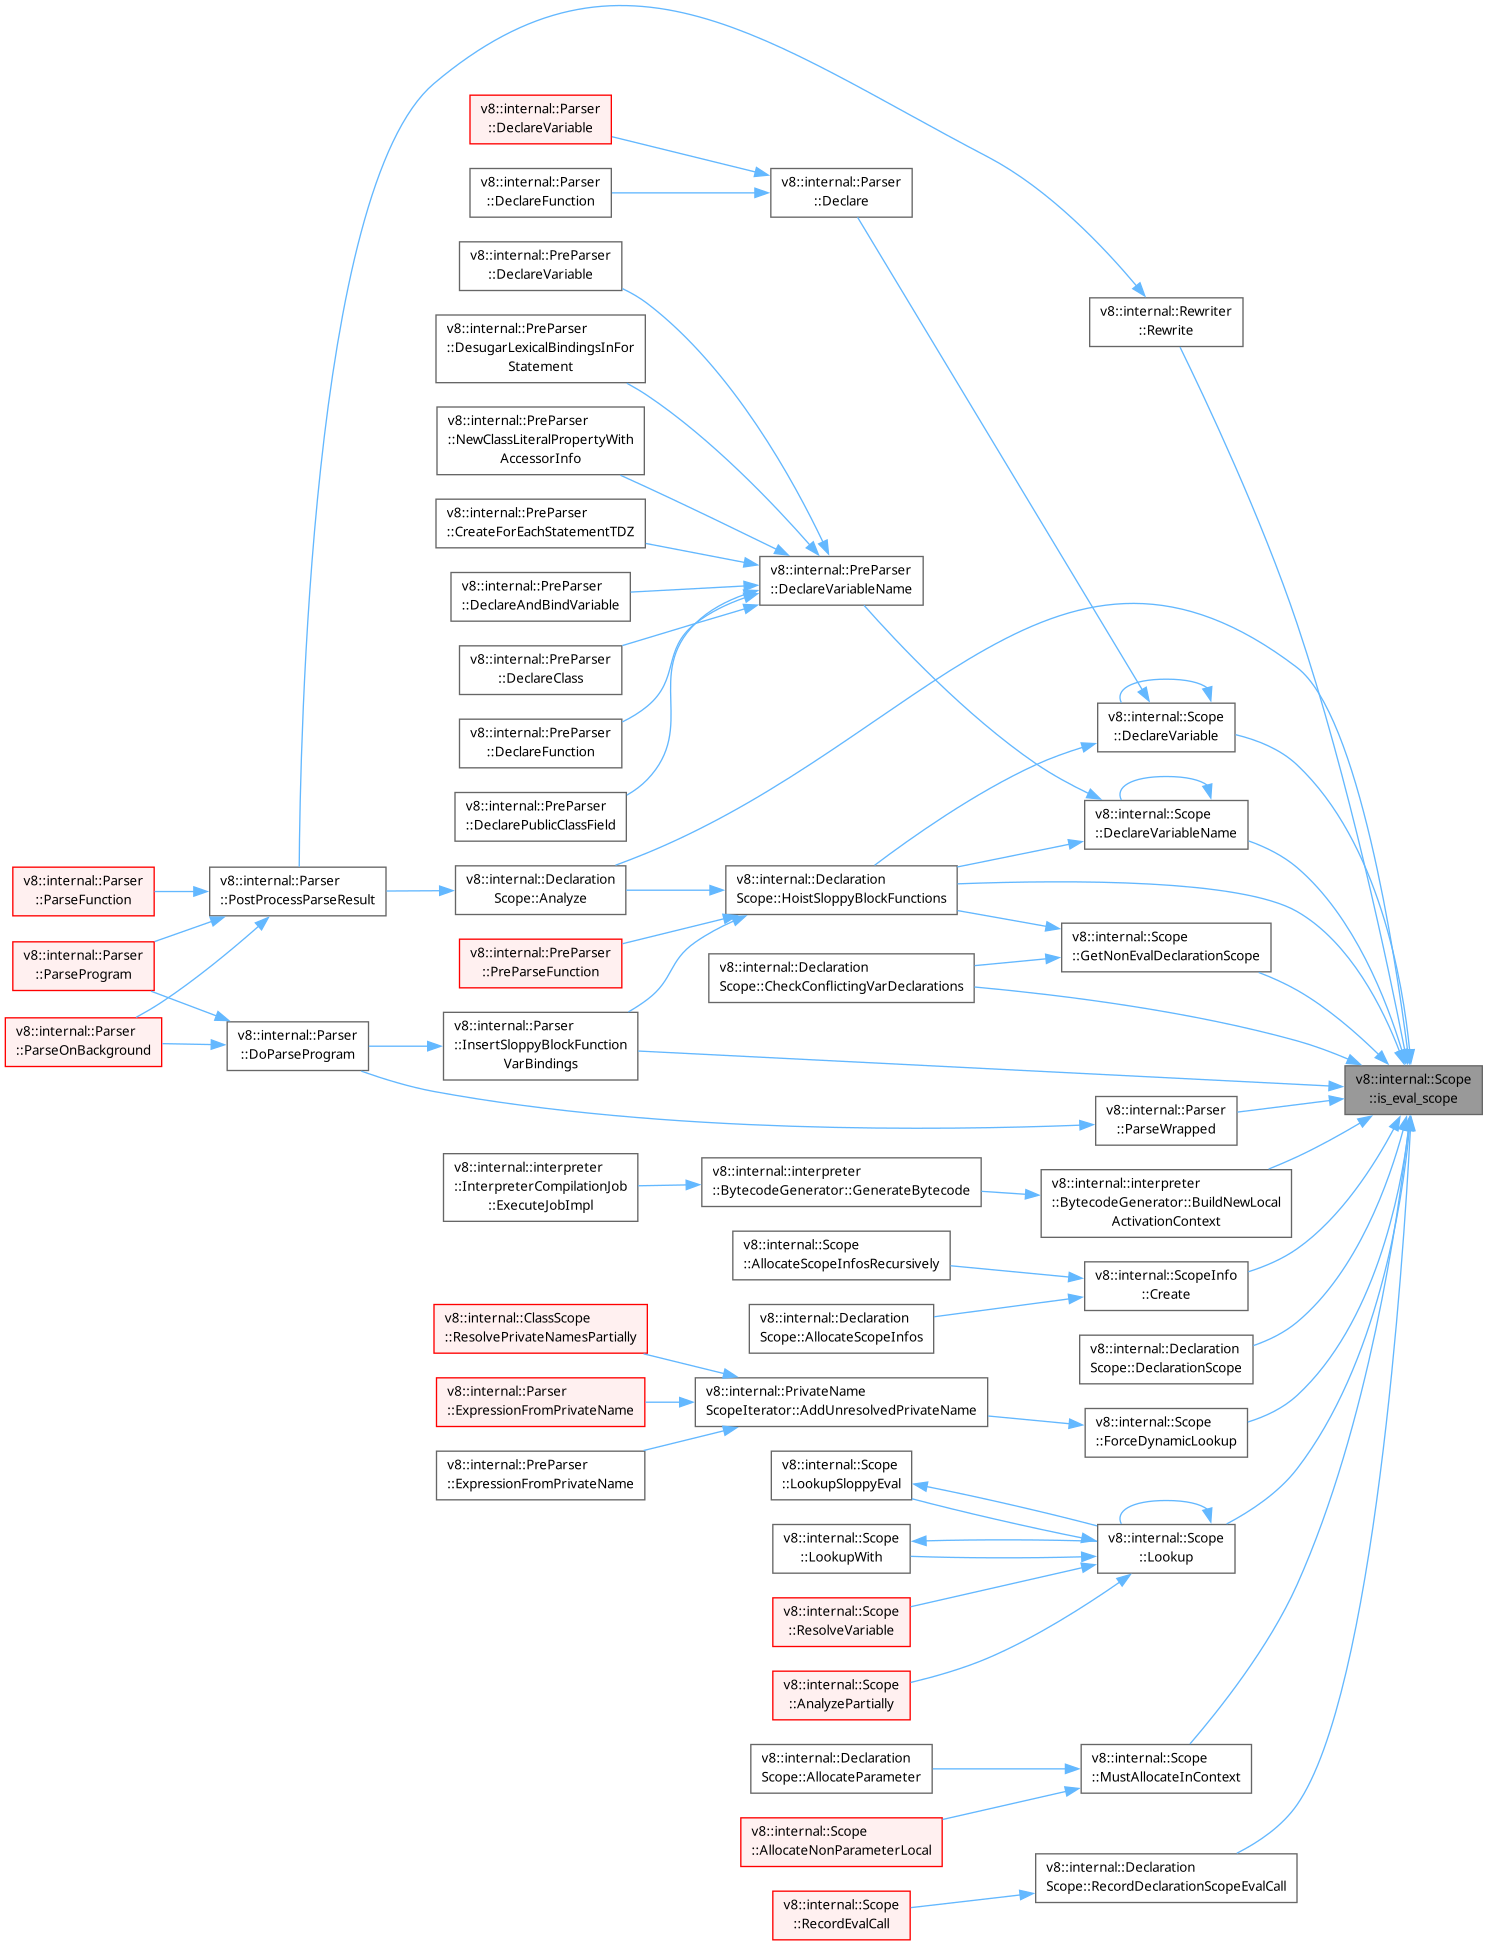 v8::internal::Parser
::DeclareVariable
v8::internal::Parser
::DeclareFunction
v8::internal::Parser
::Declare
v8::internal::PreParser
::DeclareVariable
v8::internal::Rewriter
::Rewrite
v8::internal::PreParser
::DesugarLexicalBindingsInFor
Statement
v8::internal::PreParser
::NewClassLiteralPropertyWith
AccessorInfo
v8::internal::PreParser
::CreateForEachStatementTDZ
v8::internal::PreParser
::DeclareVariableName
v8::internal::PreParser
::DeclareAndBindVariable
v8::internal::PreParser
::DeclareClass
v8::internal::PreParser
::DeclareFunction
v8::internal::Scope
::DeclareVariable
v8::internal::PreParser
::DeclarePublicClassField
v8::internal::Scope
::DeclareVariableName
v8::internal::Parser
::ParseFunction
v8::internal::Parser
::PostProcessParseResult
v8::internal::Declaration
Scope::Analyze
v8::internal::Declaration
Scope::HoistSloppyBlockFunctions
v8::internal::Parser
::ParseProgram
v8::internal::PreParser
::PreParseFunction
v8::internal::Scope
::GetNonEvalDeclarationScope
v8::internal::Declaration
Scope::CheckConflictingVarDeclarations
v8::internal::Parser
::ParseOnBackground
v8::internal::Parser
::DoParseProgram
v8::internal::Parser
::InsertSloppyBlockFunction
VarBindings
v8::internal::Scope
::is_eval_scope
v8::internal::Parser
::ParseWrapped
v8::internal::interpreter
::InterpreterCompilationJob
::ExecuteJobImpl
v8::internal::interpreter
::BytecodeGenerator::GenerateBytecode
v8::internal::interpreter
::BytecodeGenerator::BuildNewLocal
ActivationContext
v8::internal::Scope
::AllocateScopeInfosRecursively
v8::internal::ScopeInfo
::Create
v8::internal::Declaration
Scope::AllocateScopeInfos
v8::internal::ClassScope
::ResolvePrivateNamesPartially
v8::internal::Declaration
Scope::DeclarationScope
v8::internal::Parser
::ExpressionFromPrivateName
v8::internal::PrivateName
ScopeIterator::AddUnresolvedPrivateName
v8::internal::Scope
::ForceDynamicLookup
v8::internal::PreParser
::ExpressionFromPrivateName
v8::internal::Scope
::LookupSloppyEval
v8::internal::Scope
::LookupWith
v8::internal::Scope
::Lookup
v8::internal::Scope
::ResolveVariable
v8::internal::Scope
::AnalyzePartially
v8::internal::Declaration
Scope::AllocateParameter
v8::internal::Scope
::MustAllocateInContext
v8::internal::Scope
::AllocateNonParameterLocal
v8::internal::Declaration
Scope::RecordDeclarationScopeEvalCall
v8::internal::Scope
::RecordEvalCall